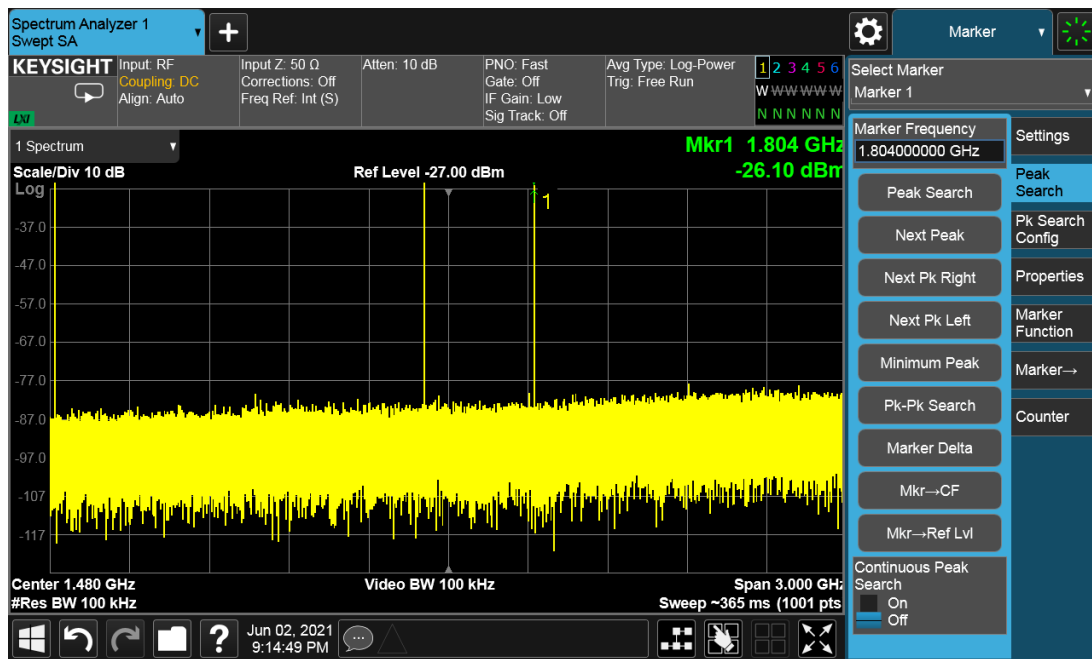 Spectrum Analyzer 1
Swept SA
+
Marker
KEYSIGHT
Input: RF
Coupling: DC
Align: Auto
Input Z: 50 Ω
Corrections: Off
Freq Ref: Int (S)
Atten: 10 dB
PNO: Fast
Gate: Off
IF Gain: Low
Sig Track: Off
Avg Type: Log-Power
Trig: Free Run
1 2 3 4 5 6
W W W W W W
N N N N N N
LXI
Select Marker
Marker 1
1 Spectrum
Mkr1 1.804 GHz
-26.10 dBm
Scale/Div 10 dB
Ref Level -27.00 dBm
Log
1
-37.0
-47.0
-57.0
-67.0
-77.0
-87.0
-97.0
-107
-117
Center 1.480 GHz
Video BW 100 kHz
Span 3.000 GHz
#Res BW 100 kHz
Sweep ~365 ms (1001 pts
Marker Frequency
1.804000000 GHz
Peak Search
Next Peak
Next Pk Right
Next Pk Left
Minimum Peak
Pk-Pk Search
Marker Delta
Mkr→CF
Mkr→Ref Lvl
Continuous Peak
Search
On
Off
Settings
Peak
Search
Pk Search
Config
Properties
Marker
Function
Marker→
Counter
?
Jun 02, 2021
9:14:49 PM